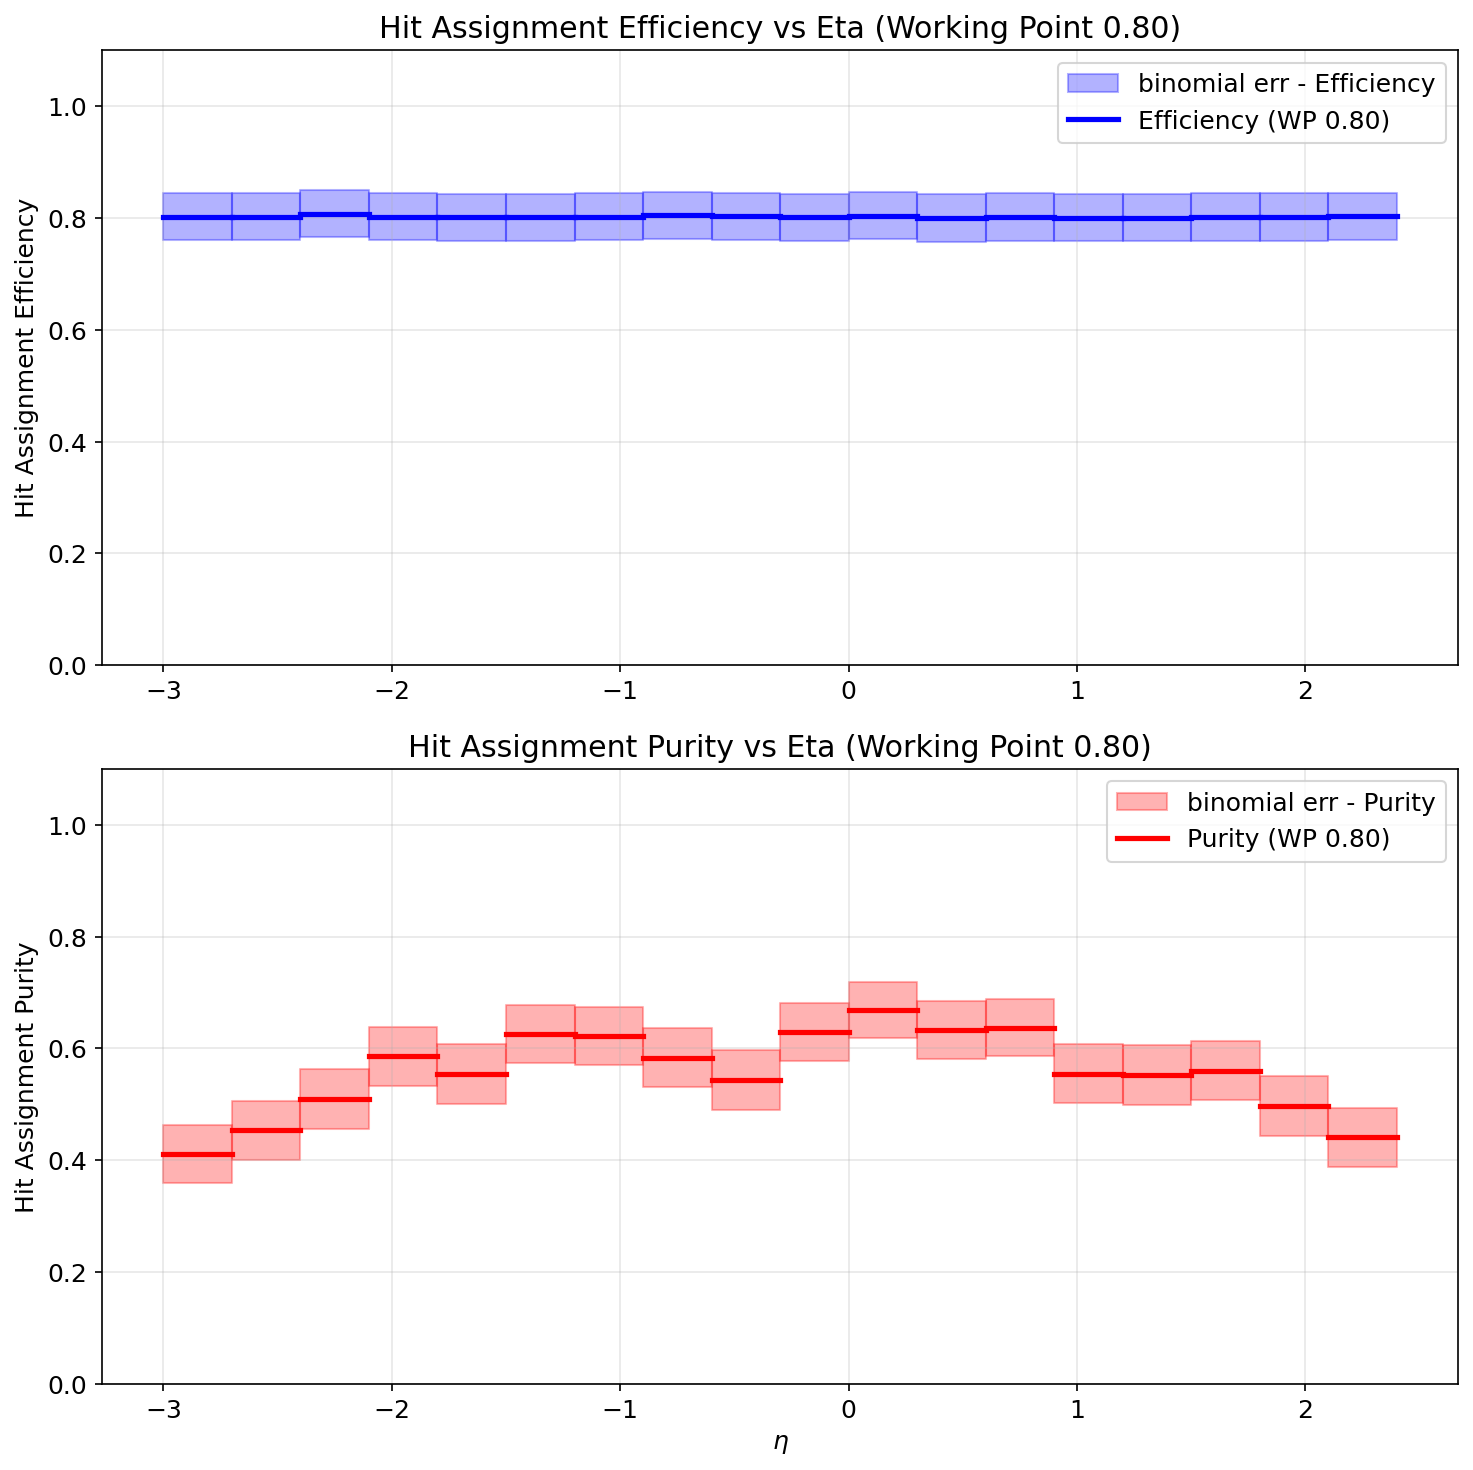 Hit Assignment Efficiency vs Eta (Working Point 0.80)
binomial err - Efficiency
Efficiency (WP 0.80)
Hit Assignment Efficiency
1.0
0.8
0.6
0.4
0.2
0.0
−3
−2
−1
0
1
2
Hit Assignment Purity vs Eta (Working Point 0.80)
binomial err - Purity
Purity (WP 0.80)
Hit Assignment Purity
1.0
0.8
0.6
0.4
0.2
0.0
−3
−2
−1
0
1
2
η